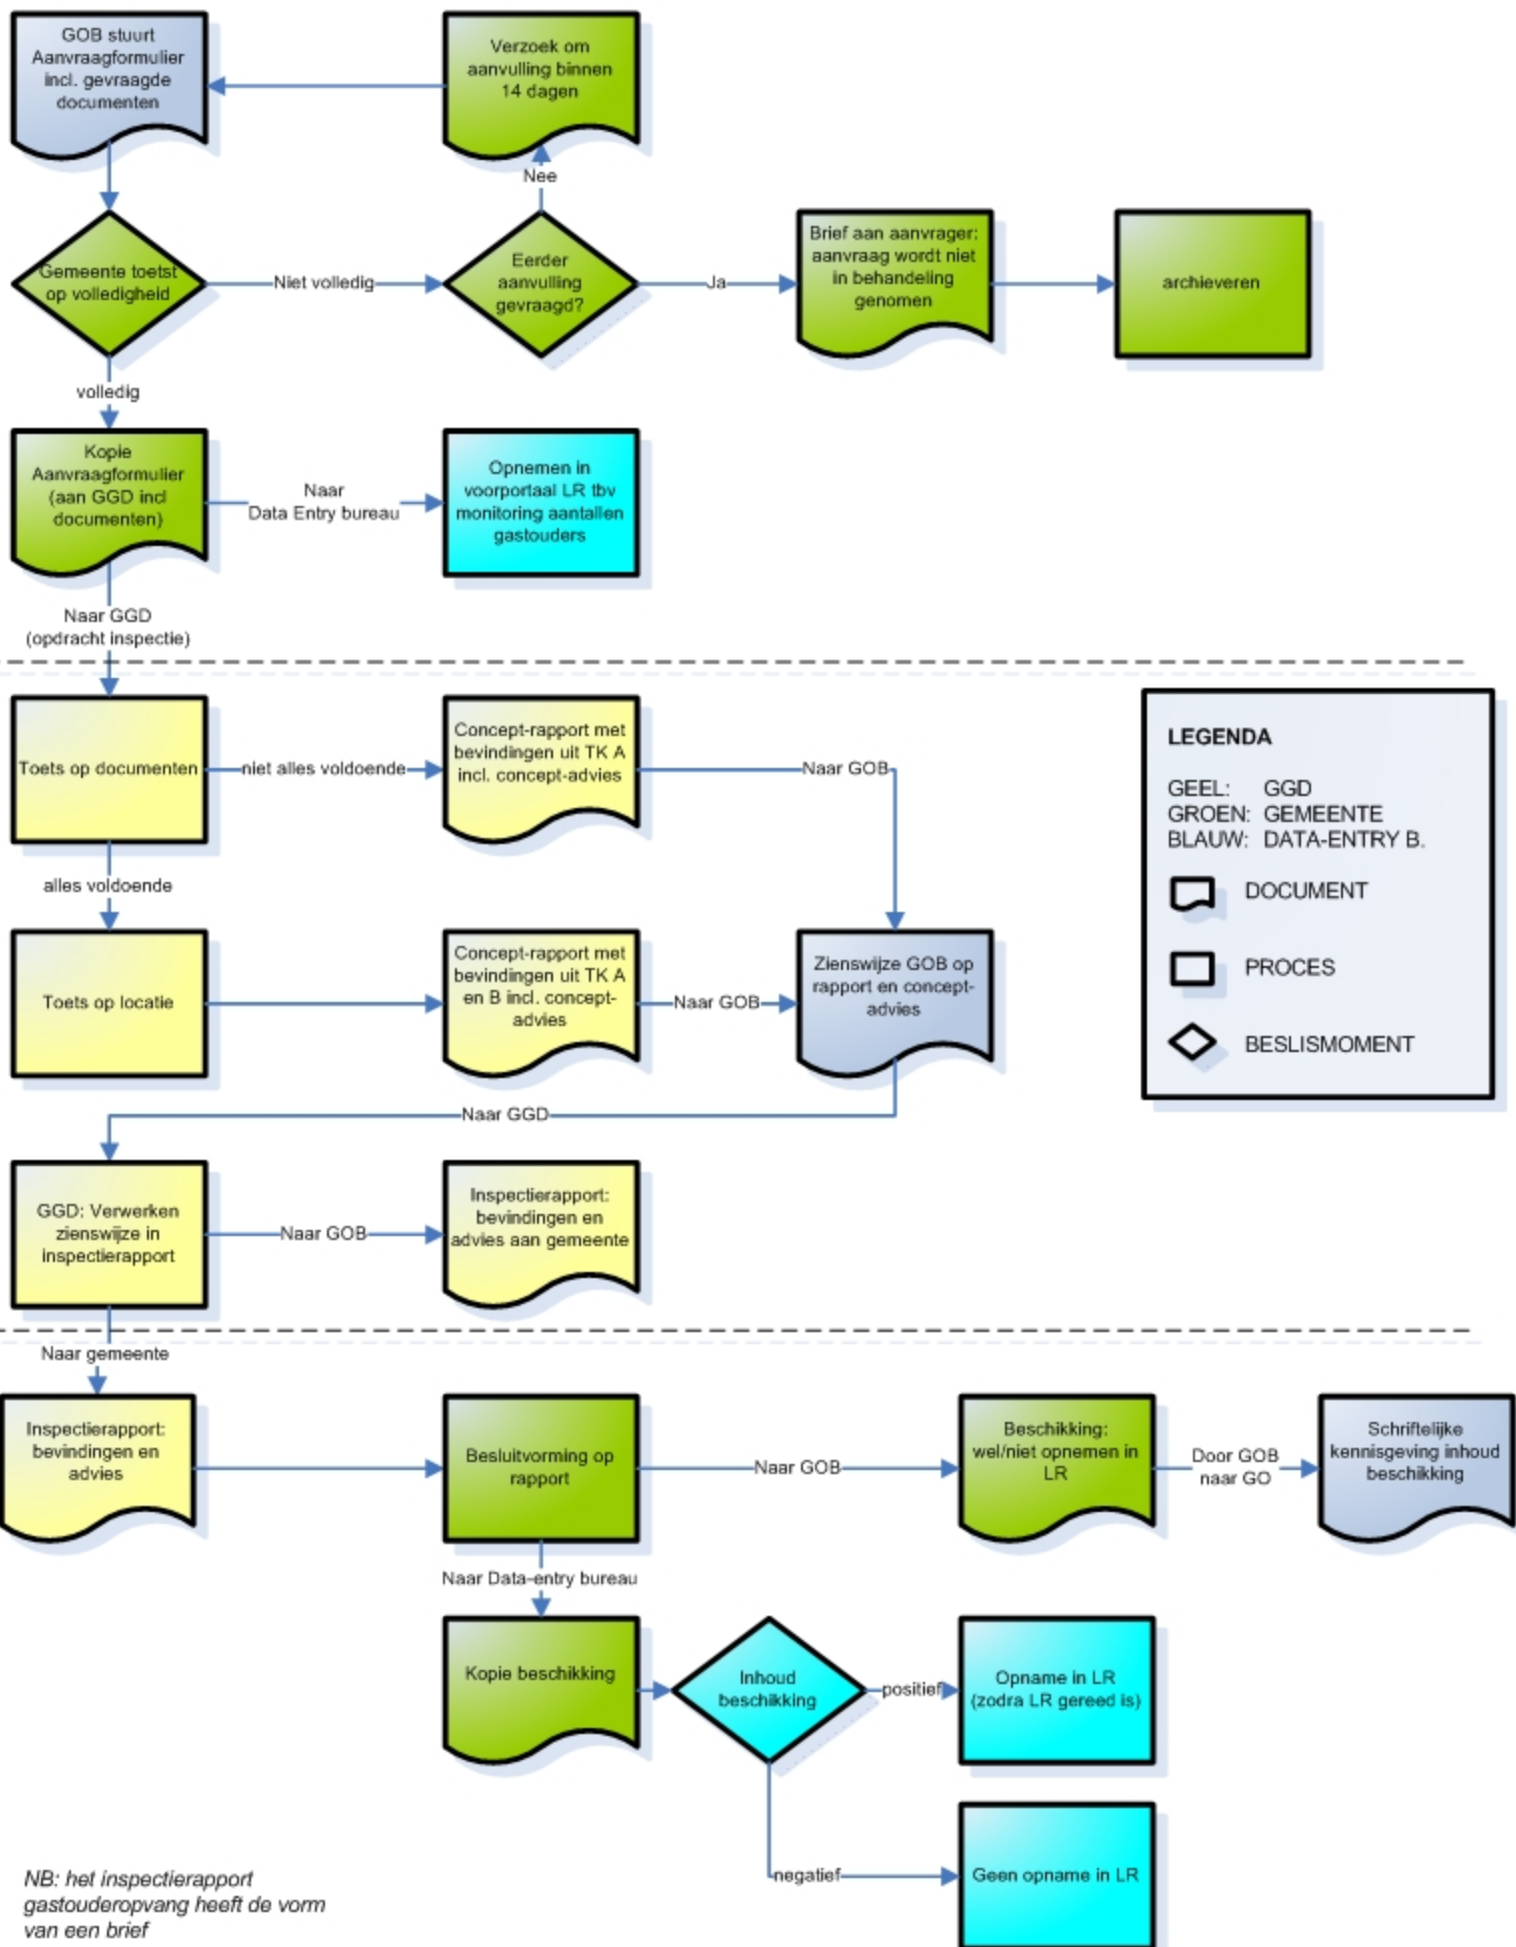 GOB stuurt
Aanvraagformulier
incl. gevraagde
documenten
Verzoek om
aanvulling binnen
14 dagen
Nee
Gemeente toetst
op volledigheid
Niet volledig
Eerder
aanvulling
gevraagd?
Ja
Brief aan aanvrager:
aanvraag wordt niet
in behandeling
genomen
archieveren
volledig
Kopie
Aanvraagformulier
(aan GGD incl
documenten)
Naar
Data Entry bureau
Opnemen in
voorportaal LR tbv
monitoring aantallen
gastouders
Naar GGD
(opdracht inspectie)
Toets op documenten
niet alles voldoende
Concept-rapport met
bevindingen uit TK A
incl. concept-advies
Naar GOB
alles voldoende
Toets op locatie
Concept-rapport met
bevindingen uit TK A
en B incl. concept-
advies
Naar GOB
Zienswijze GOB op
rapport en concept-
advies
LEGENDA
GEEL: GGD
GROEN: GEMEENTE
BLAUW: DATA-ENTRY B.
DOCUMENT
PROCES
BESLISMOMENT
Naar GGD
GGD: Verwerken
zienswijze in
inspectierapport
Naar GOB
Inspectierapport:
bevindingen en
advies aan gemeente
Naar gemeente
Inspectierapport:
bevindingen en
advies
Besluitvorming op
rapport
Naar GOB
Beschikking:
wel/niet opnemen in
LR
Door GOB
naar GO
Schriftelijke
kennisgeving inhoud
beschikking
Naar Data-entry bureau
Kopie beschikking
Inhoud
beschikking
positief
Opname in LR
(zodra LR gereed is)
negatief
Geen opname in LR
NB: het inspectierapport
gastouderopvang heeft de vorm
van een brief